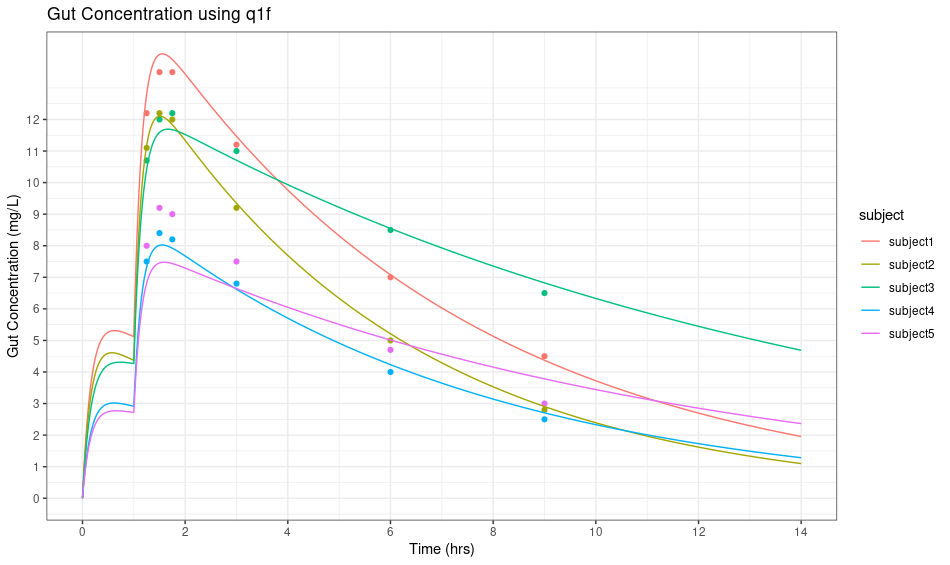 Gut Concentration using q1f
Gut Concentration (mg/L)
12
11
10
9
8
7
6
5
4
3
2
1
0
0 2 4 6 8 10 12 14
Time (hrs)
subject
subject1
subject2
subject3
subject4
subject5